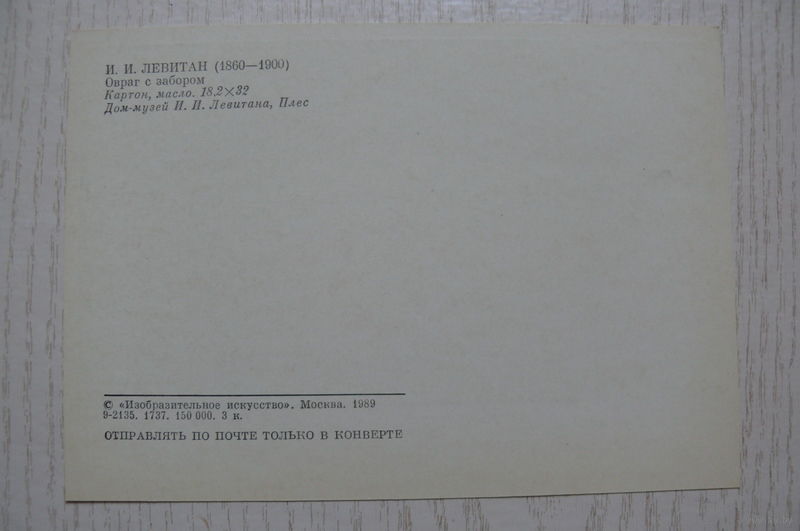 И. И. ЛЕВИТАН (1860—1900)
Овраг с забором
Картон, масло. 18,2×32
Дом-музей И. И. Левитана, Плес
© «Изобразительное искусство». Москва. 1989
9-2135. 1737. 150 000. 3 к.
ОТПРАВЛЯТЬ ПО ПОЧТЕ ТОЛЬКО В КОНВЕРТЕ